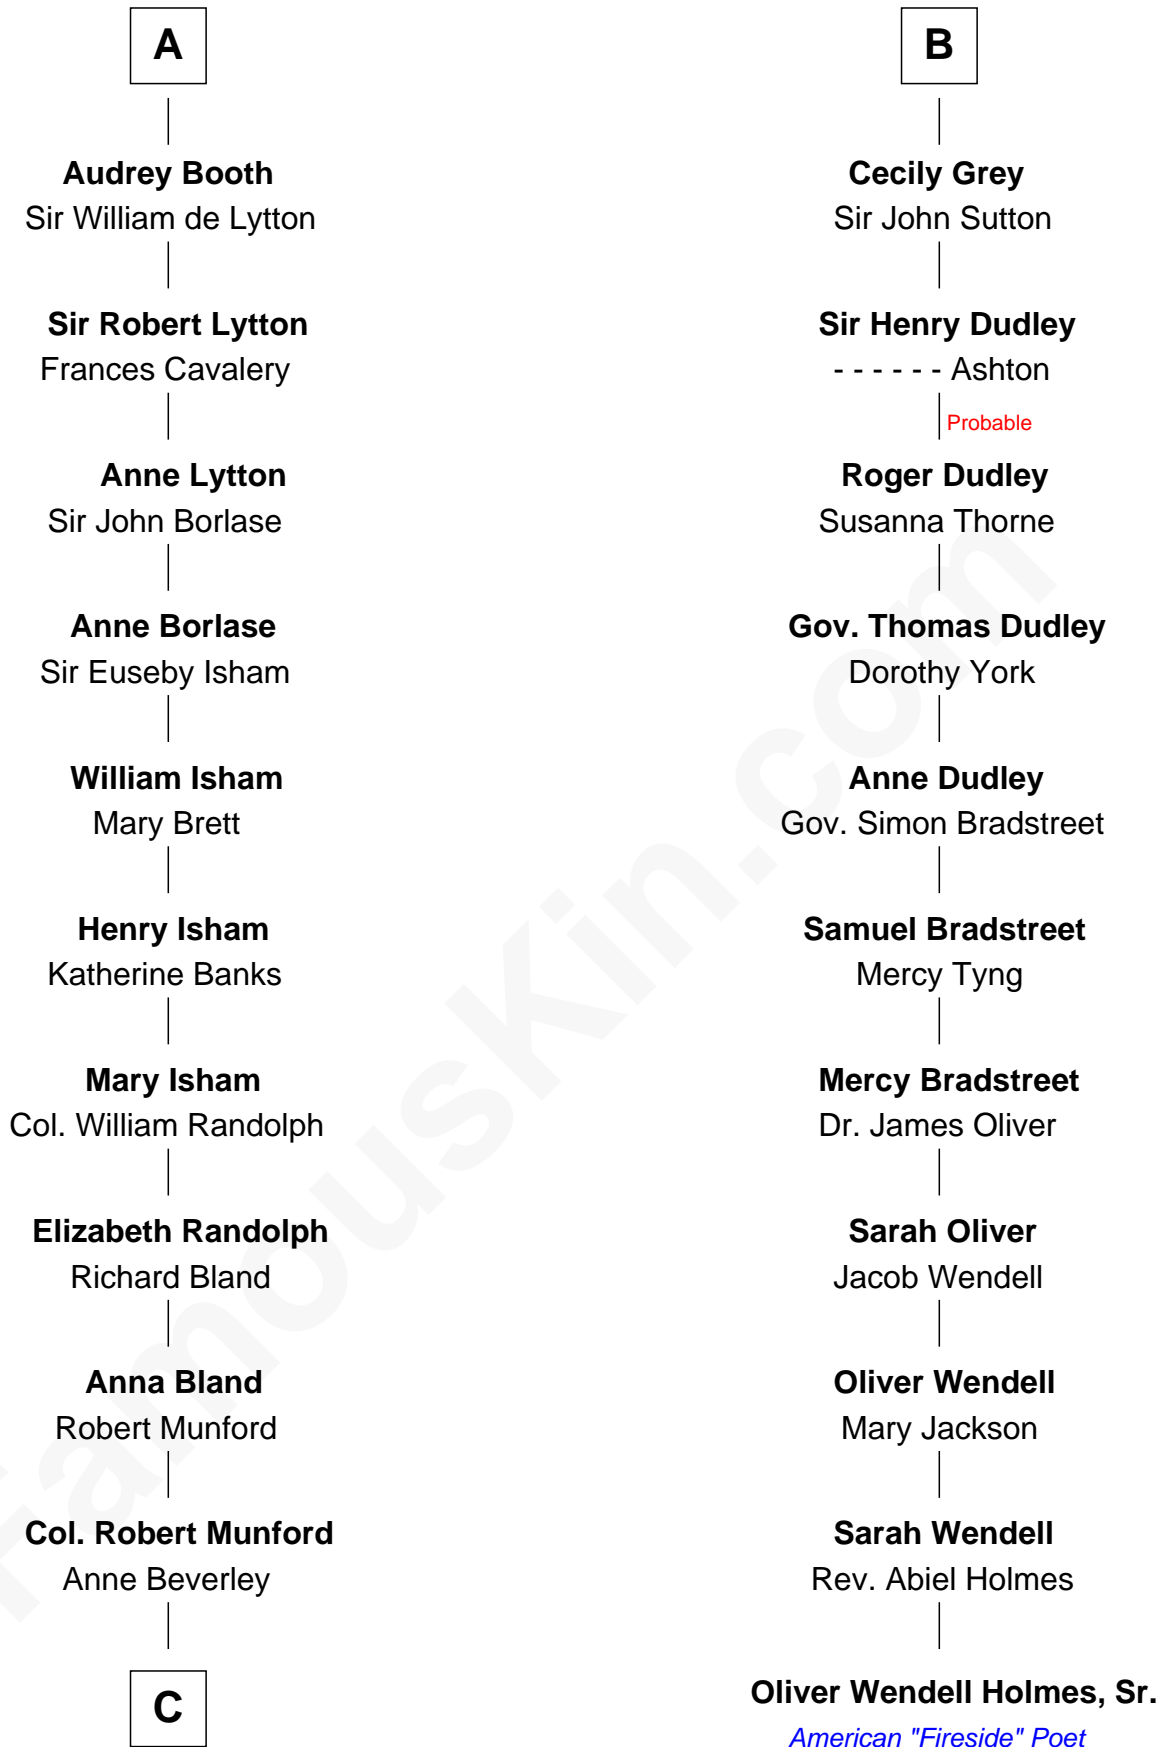 A
Audrey Booth
Sir William de Lytton
Sir Robert Lytton
Frances Cavalery
Anne Lytton
Sir John Borlase
Anne Borlase
Sir Euseby Isham
William Isham
Mary Brett
Henry Isham
Katherine Banks
Mary Isham
Col. William Randolph
Elizabeth Randolph
Richard Bland
Anna Bland
Robert Munford
Col. Robert Munford
Anne Beverley
C
B
Cecily Grey
Sir John Sutton
Sir Henry Dudley
- - - - - - Ashton
Probable
Roger Dudley
Susanna Thorne
Gov. Thomas Dudley
Dorothy York
Anne Dudley
Gov. Simon Bradstreet
Samuel Bradstreet
Mercy Tyng
Mercy Bradstreet
Dr. James Oliver
Sarah Oliver
Jacob Wendell
Oliver Wendell
Mary Jackson
Sarah Wendell
Rev. Abiel Holmes
Oliver Wendell Holmes, Sr.
American "Fireside" Poet
FamousKin.com